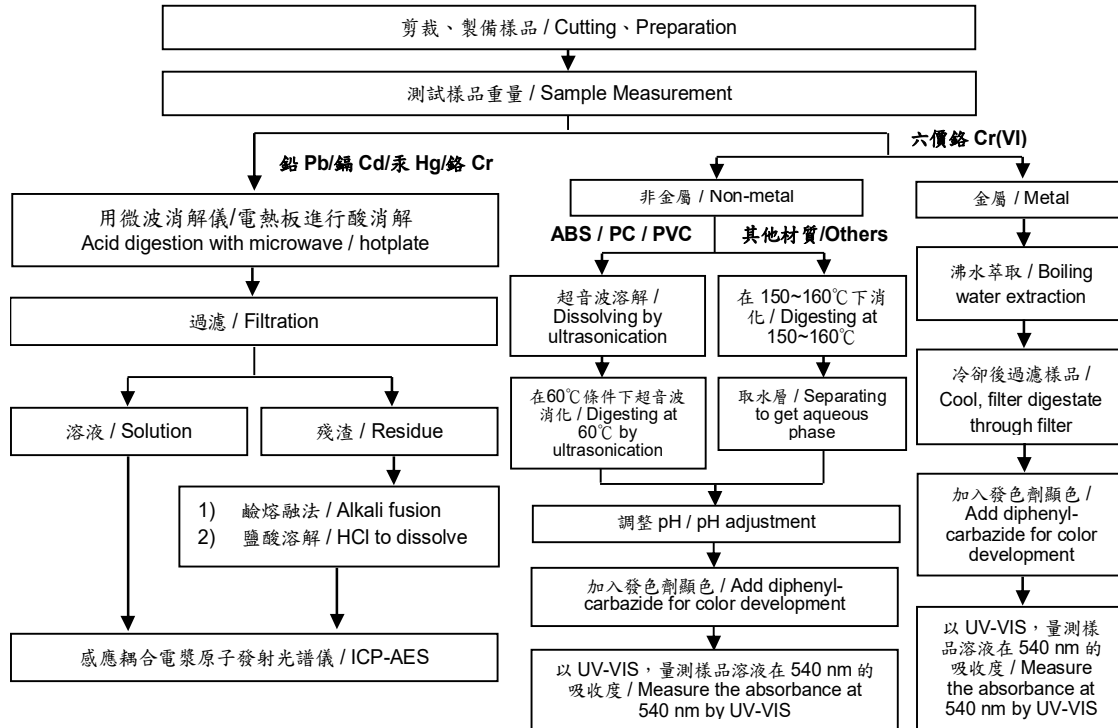 剪裁、製備樣品 / Cutting、Preparation
測試樣品重量 / Sample Measurement
鉛 Pb/鎘 Cd/汞 Hg/鉻 Cr
用微波消解儀/電熱板進行酸消解
Acid digestion with microwave / hotplate
過濾 / Filtration
溶液 / Solution
殘渣 / Residue
1) 鹼熔融法 / Alkali fusion
2) 鹽酸溶解 / HCl to dissolve
感應耦合電漿原子發射光譜儀 / ICP-AES
六價鉻 Cr(VI)
非金屬 / Non-metal
ABS / PC / PVC
超音波溶解 /
Dissolving by
ultrasonication
在60℃條件下超音波
消化 / Digesting at
60℃ by
ultrasonication
其他材質/Others
在 150~160℃下消
化 / Digesting at
150~160℃
取水層 / Separating
to get aqueous
phase
調整 pH / pH adjustment
加入發色劑顯色 / Add diphenyl-
carbazide for color development
以 UV-VIS，量測樣品溶液在 540 nm 的
吸收度 / Measure the absorbance at
540 nm by UV-VIS
金屬 / Metal
沸水萃取 / Boiling
water extraction
冷卻後過濾樣品 /
Cool, filter digestate
through filter
加入發色劑顯色 /
Add diphenyl-
carbazide for color
development
以 UV-VIS，量測樣
品溶液在 540 nm 的
吸收度 / Measure
the absorbance at
540 nm by UV-VIS